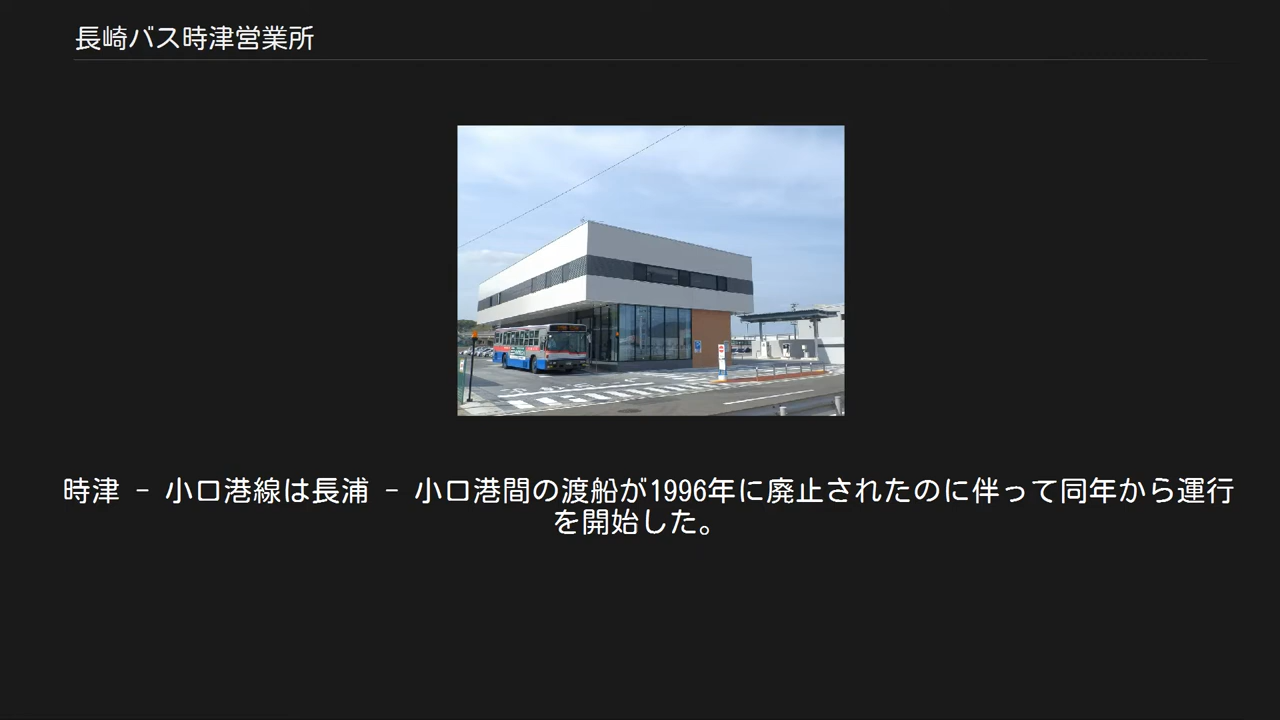 長崎バス時津営業所
時津 - 小口港線は長浦 - 小口港間の渡船が1996年に廃止されたのに伴って同年から運行
を開始した。